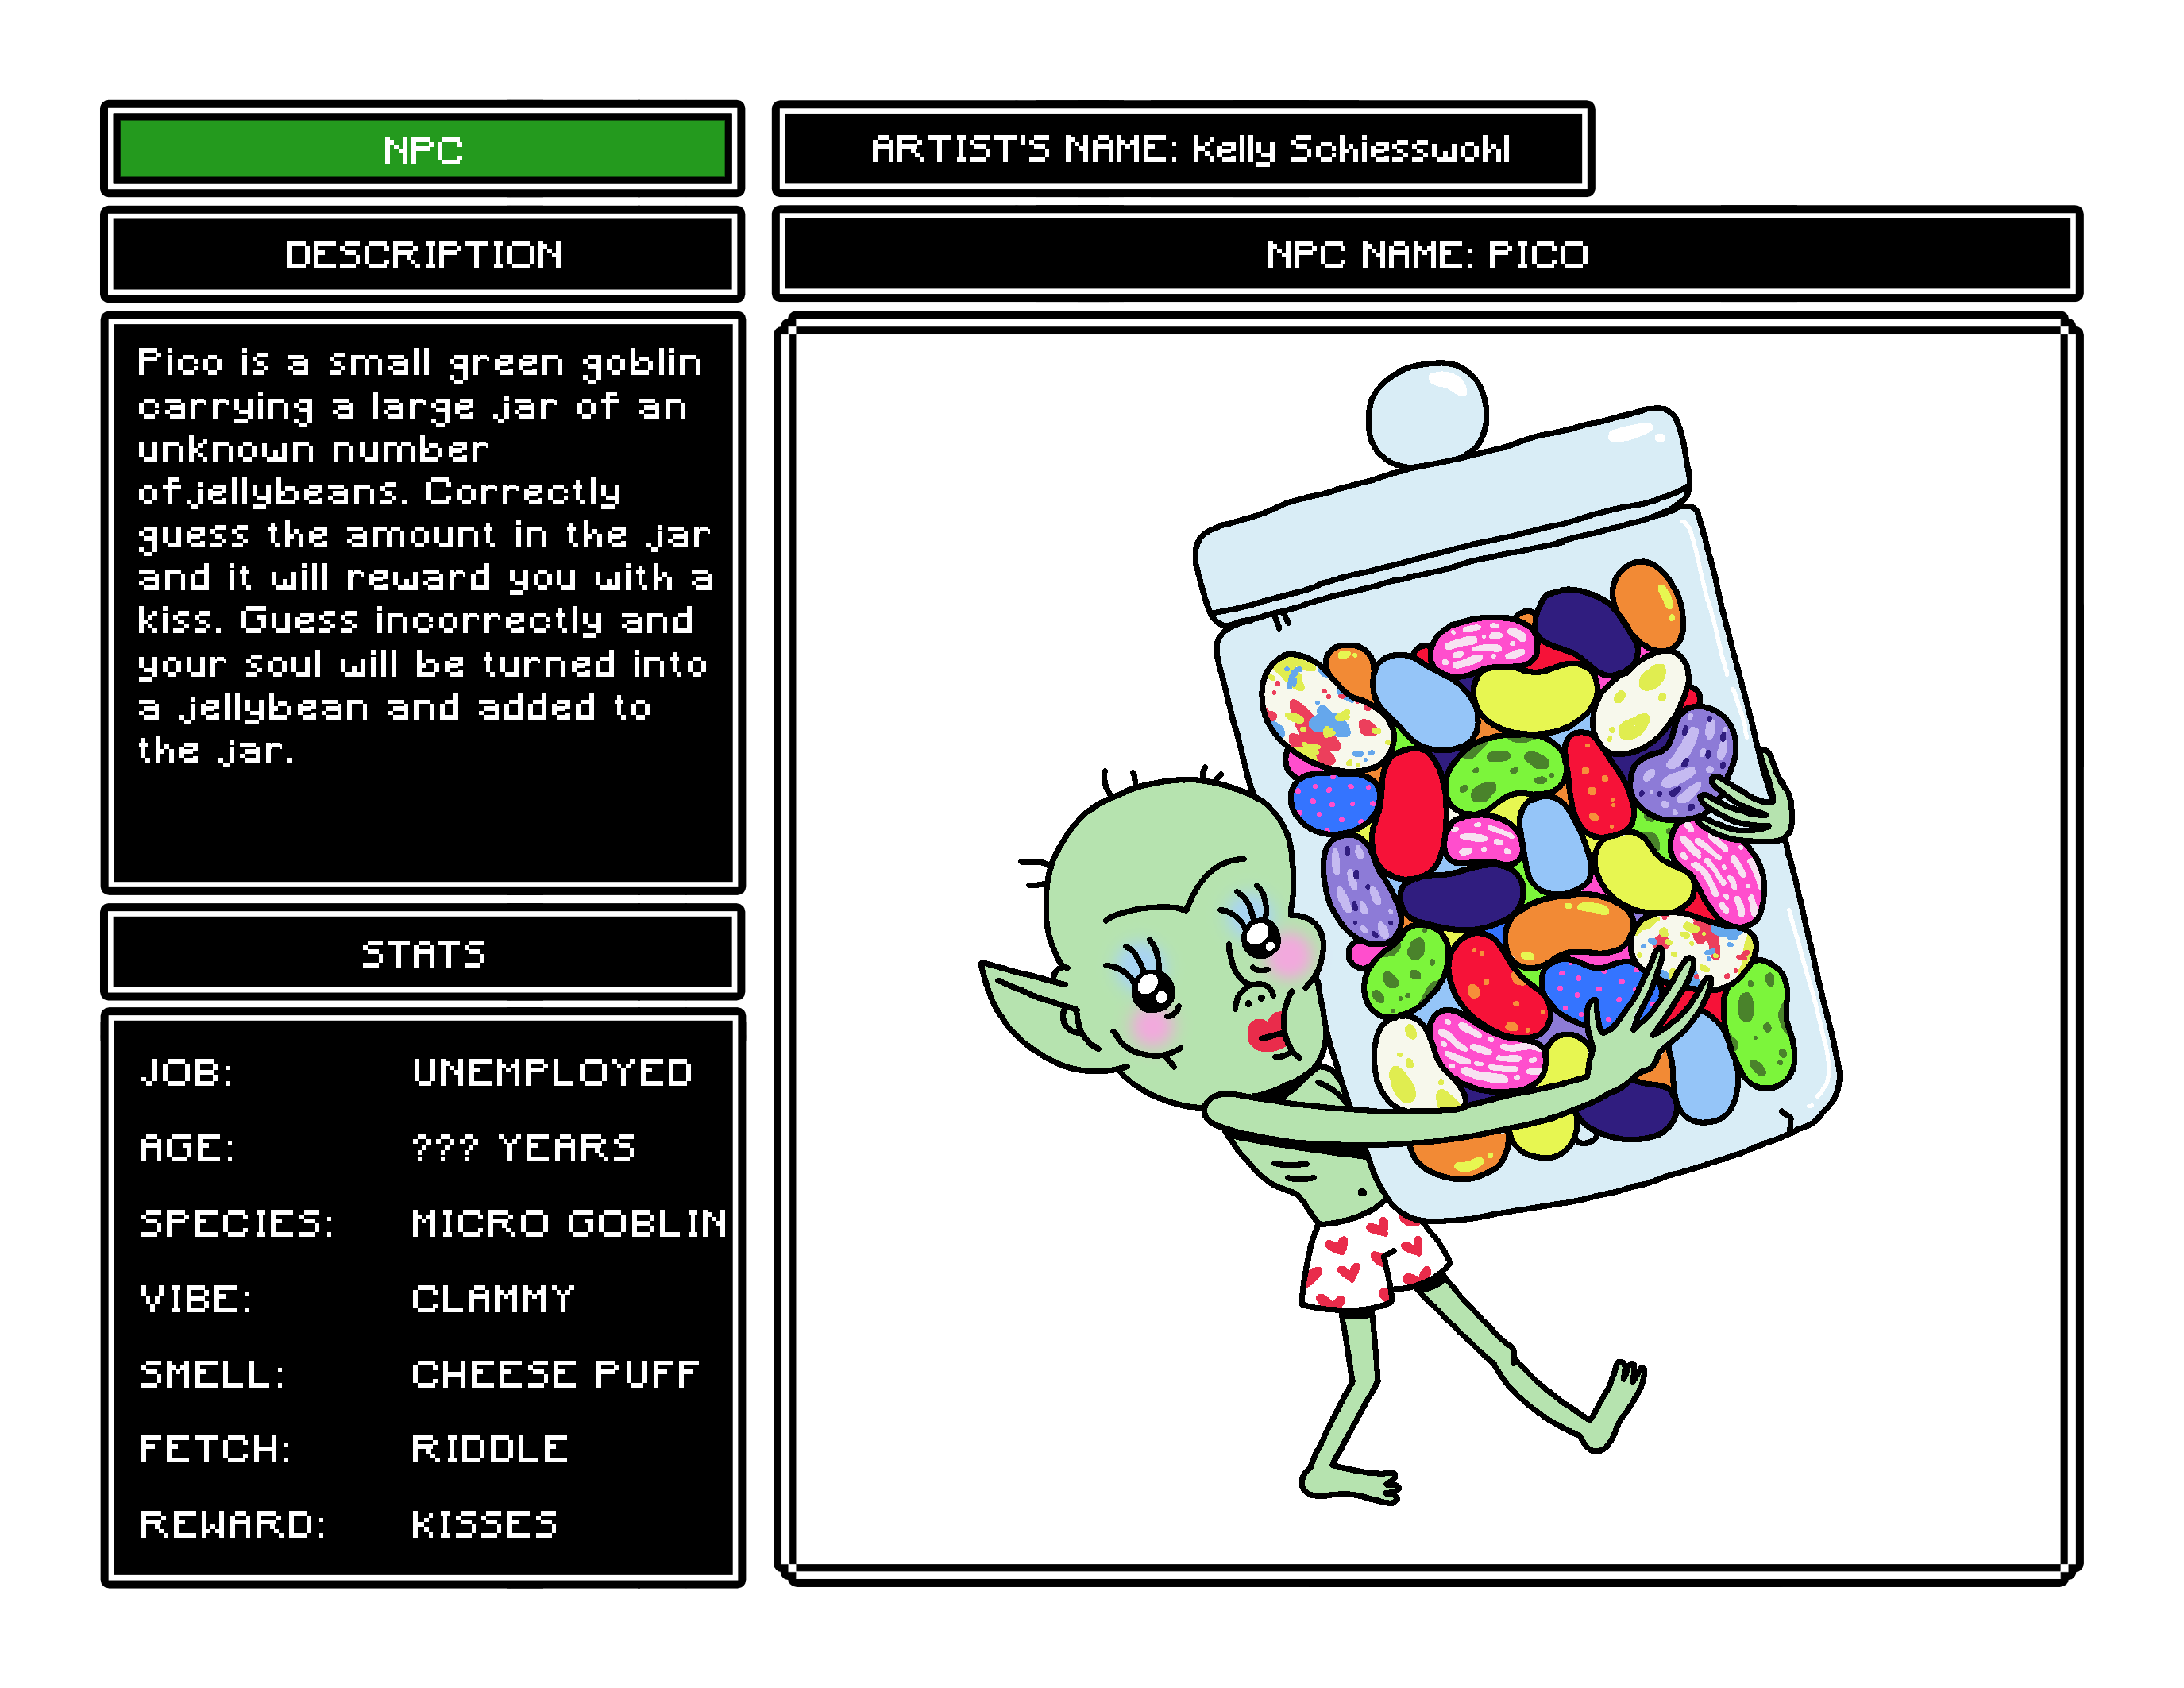 NPC
ARTIST'S NAME: Kelly Schiesswohl
DESCRIPTION
NPC NAME: PICO
Pico is a small green goblin
carrying a large jar of an
unknown number
ofjellybeans. Correctly
guess the amount in the jar
and it will reward you with a
kiss. Guess incorrectly and
your soul will be turned into
a jellybean and added to
the jar.
STATS
JOB: UNEMPLOYED
AGE: ??? YEARS
SPECIES: MICRO GOBLIN
VIBE: CLAMMY
SMELL: CHEESE PUFF
FETCH: RIDDLE
REWARD: KISSES